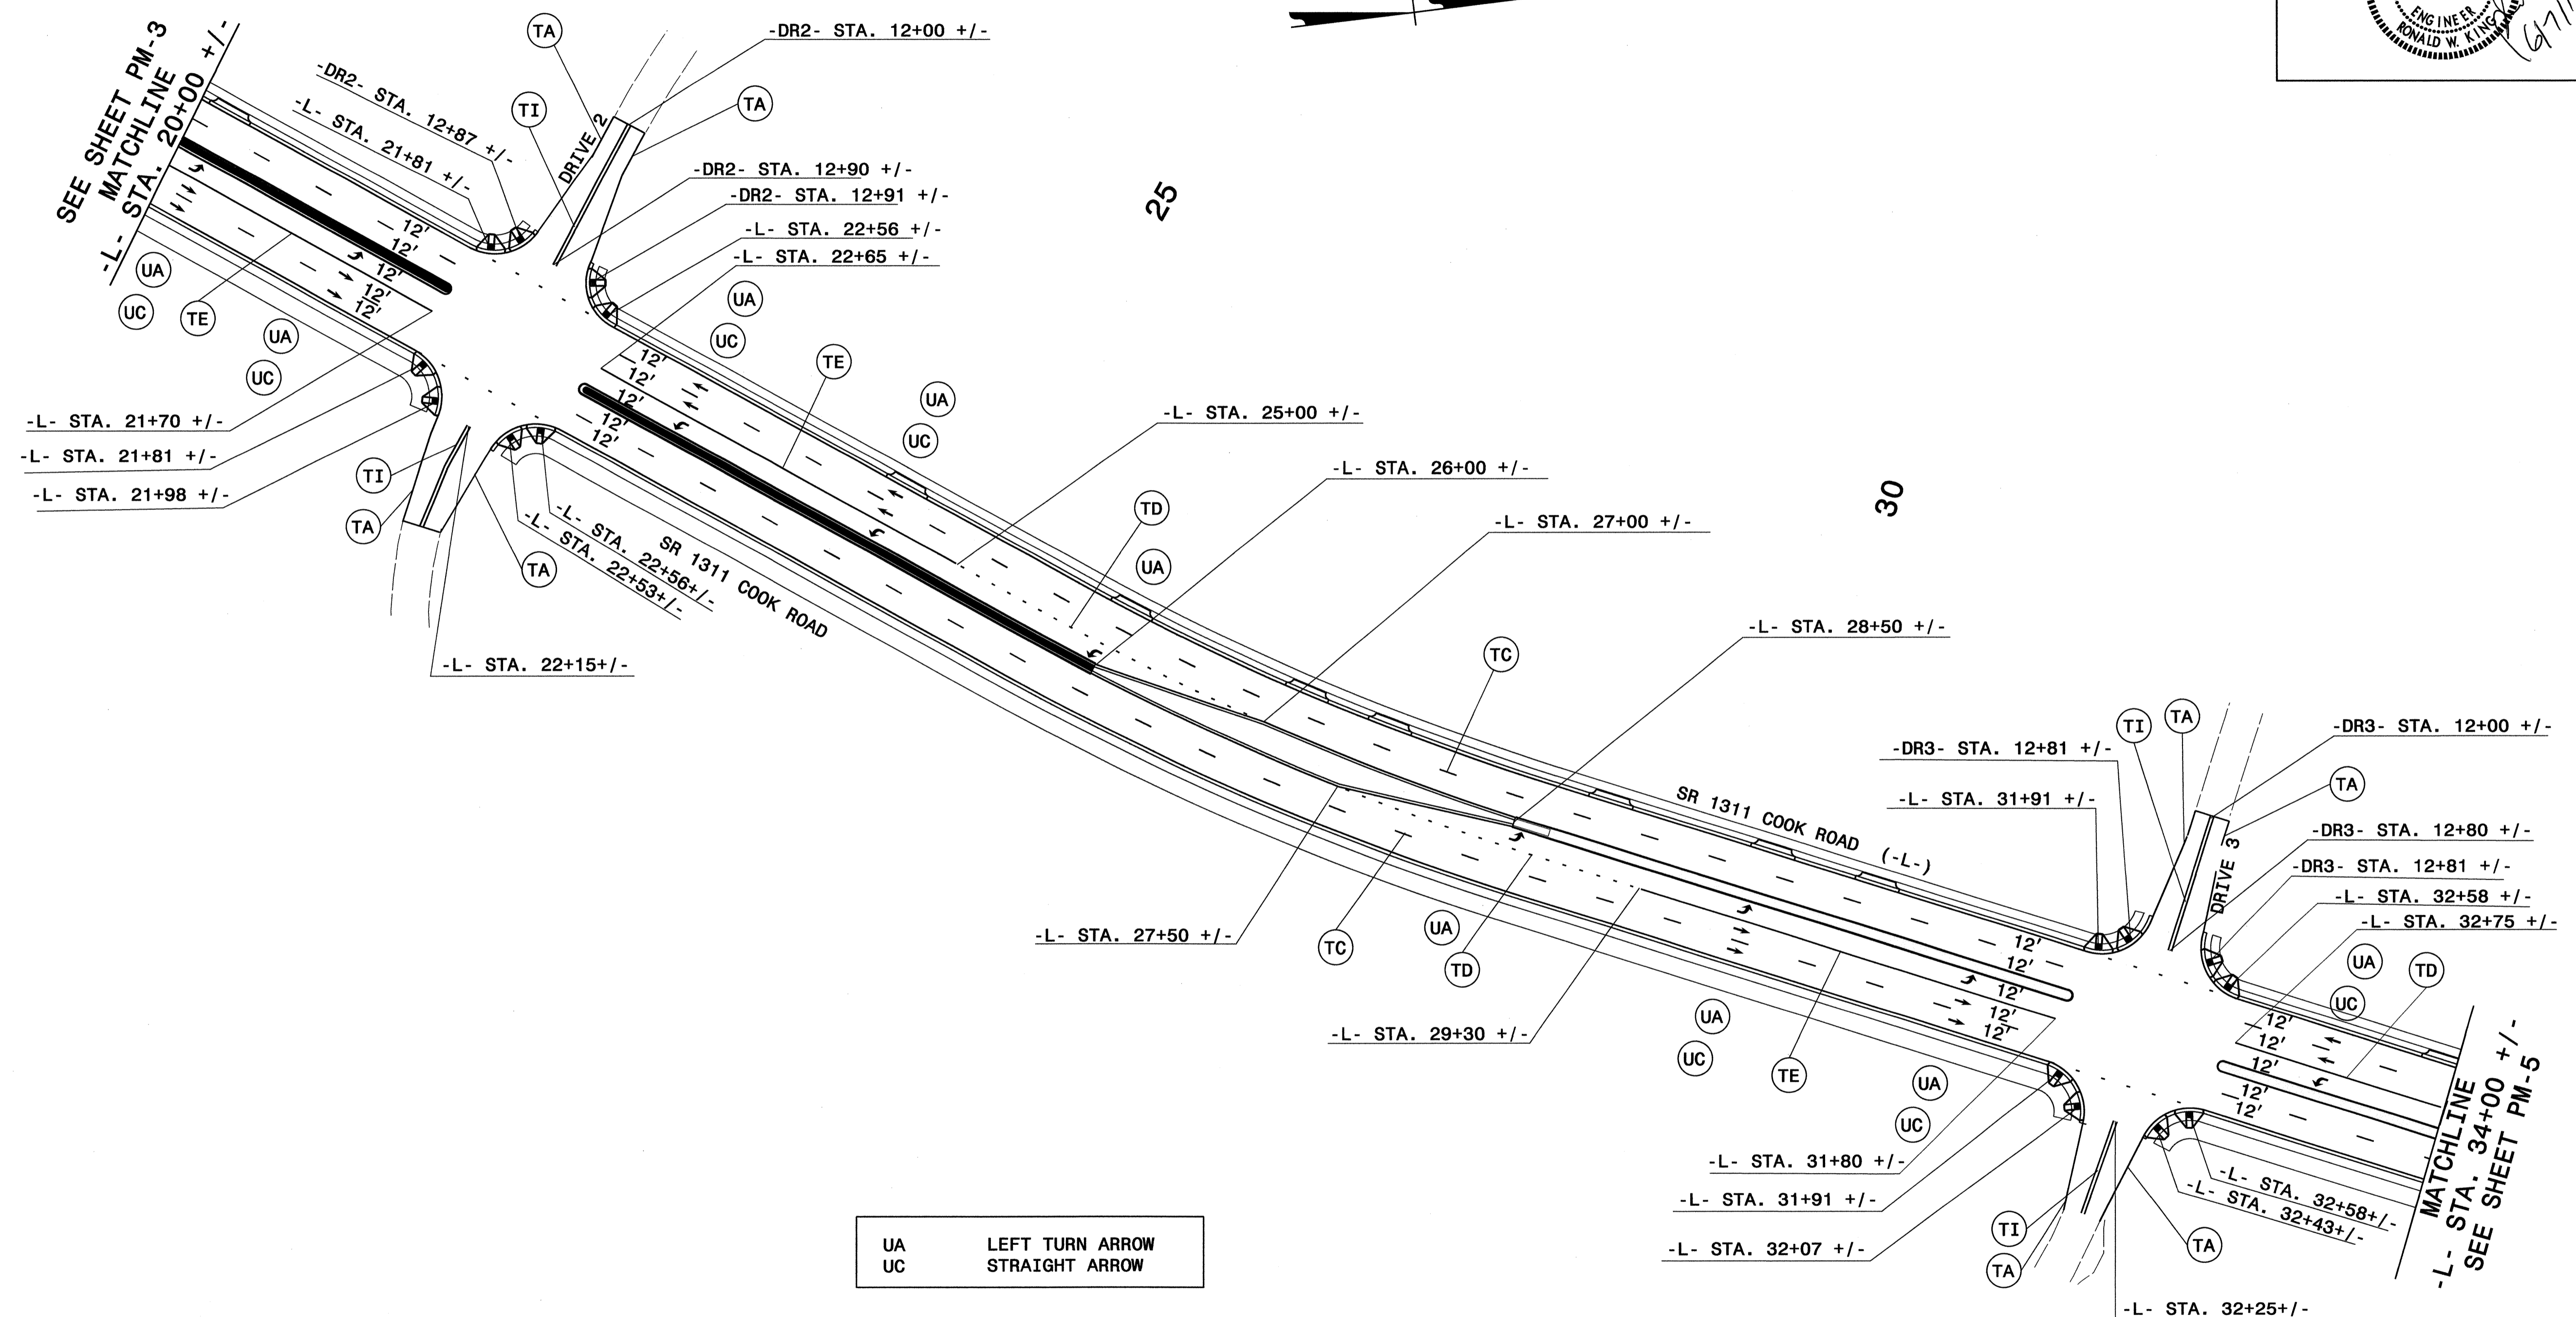 SEE SHEET PM-3
MATCHLINE
-L- STA. 20+00 +/-
-DR2- STA. 12+87 +/-
-L- STA. 21+81 +/-
TA
-DR2- STA. 12+00 +/-
TI
TA
DRIVE 2
-DR2- STA. 12+90 +/-
-DR2- STA. 12+91 +/-
-L- STA. 22+56 +/-
-L- STA. 22+65 +/-
ENGINEER
RONALD W. KING
25
30
12'
12'
12'
12'
12'
UA
UC
TE
UA
UC
UA
UC
TE
UA
UC
12'
12'
12'
12'
12'
-L- STA. 21+70 +/-
-L- STA. 21+81 +/-
-L- STA. 21+98 +/-
TI
TA
TA
-L- STA. 22+56+/-
-L- STA. 22+53+/-
SR 1311 COOK ROAD
-L- STA. 22+15+/-
-L- STA. 25+00 +/-
-L- STA. 26+00 +/-
-L- STA. 27+00 +/-
TD
UA
-L- STA. 28+50 +/-
TC
SR 1311 COOK ROAD (-L-)
-L- STA. 27+50 +/-
TC
UA
TD
-L- STA. 29+30 +/-
UA
UC
TE
UA
UC
TI
TA
-DR3- STA. 12+00 +/-
-DR3- STA. 12+81 +/-
-L- STA. 31+91 +/-
TA
DRIVE 3
-DR3- STA. 12+80 +/-
-DR3- STA. 12+81 +/-
-L- STA. 32+58 +/-
-L- STA. 32+75 +/-
UA
UC
TD
12'
12'
12'
12'
12'
12'
12'
12'
12'
12'
-L- STA. 31+80 +/-
-L- STA. 31+91 +/-
-L- STA. 32+07 +/-
TI
TA
TA
-L- STA. 32+58+/-
-L- STA. 32+43+/-
-L- STA. 32+25+/-
MATCHLINE
-L- STA. 34+00 +/-
SEE SHEET PM-5
UA LEFT TURN ARROW
UC STRAIGHT ARROW